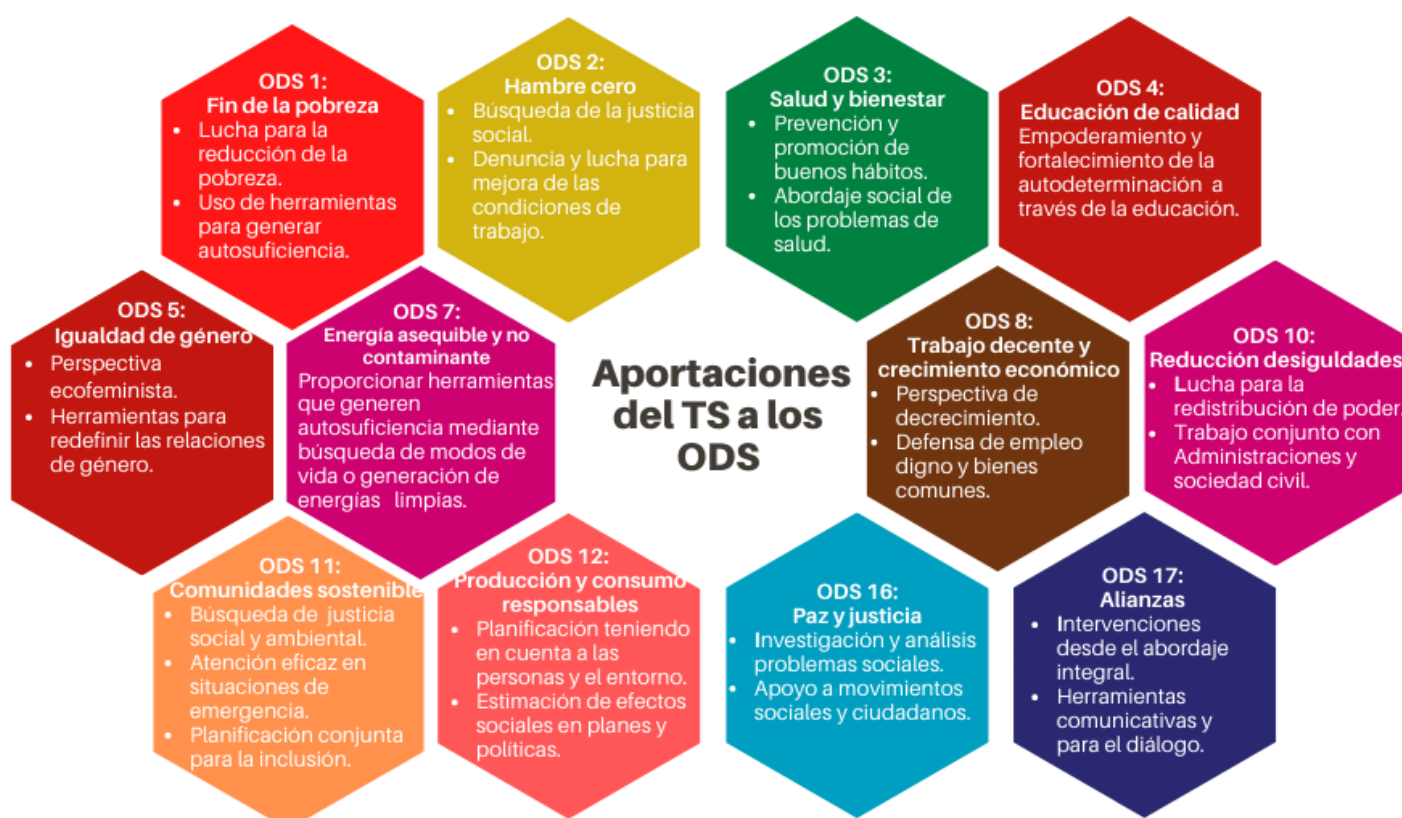 ODS 1:
Fin de la pobreza
• Lucha para la
reducción de la
pobreza.
• Uso de herramientas
para generar
autosuficiencia.
ODS 2:
Hambre cero
• Búsqueda de la justicia
social.
• Denuncia y lucha para
mejora de las
condiciones de
trabajo.
ODS 3:
Salud y bienestar
• Prevención y
promoción de
buenos hábitos.
• Abordaje social de
los problemas de
salud.
ODS 4:
Educación de calidad
Empoderamiento y
fortalecimiento de la
autodeterminación a
través de la educación.
ODS 5:
Igualdad de género
• Perspectiva
ecofeminista.
• Herramientas para
redefinir las relaciones
de género.
ODS 7:
Energía asequible y no
contaminante
Proporcionar herramientas
que generen
autosuficiencia mediante
búsqueda de modos de
vida o generación de
energías limpias.
Aportaciones
del TS a los
ODS
ODS 8:
Trabajo decente y
crecimiento económico
• Perspectiva de
decrecimiento.
• Defensa de empleo
digno y bienes
comunes.
ODS 10:
Reducción desiguldades
• Lucha para la
redistribución de poder.
• Trabajo conjunto con
Administraciones y
sociedad civil.
ODS 11:
Comunidades sostenible
• Búsqueda de justicia
social y ambiental.
• Atención eficaz en
situaciones de
emergencia.
• Planificación conjunta
para la inclusión.
ODS 12:
Producción y consumo
responsables
• Planificación teniendo
en cuenta a las
personas y el entorno.
• Estimación de efectos
sociales en planes y
políticas.
ODS 16:
Paz y justicia
• Investigación y análisis
problemas sociales.
• Apoyo a movimientos
sociales y ciudadanos.
ODS 17:
Alianzas
• Intervenciones
desde el abordaje
integral.
• Herramientas
comunicativas y
para el diálogo.